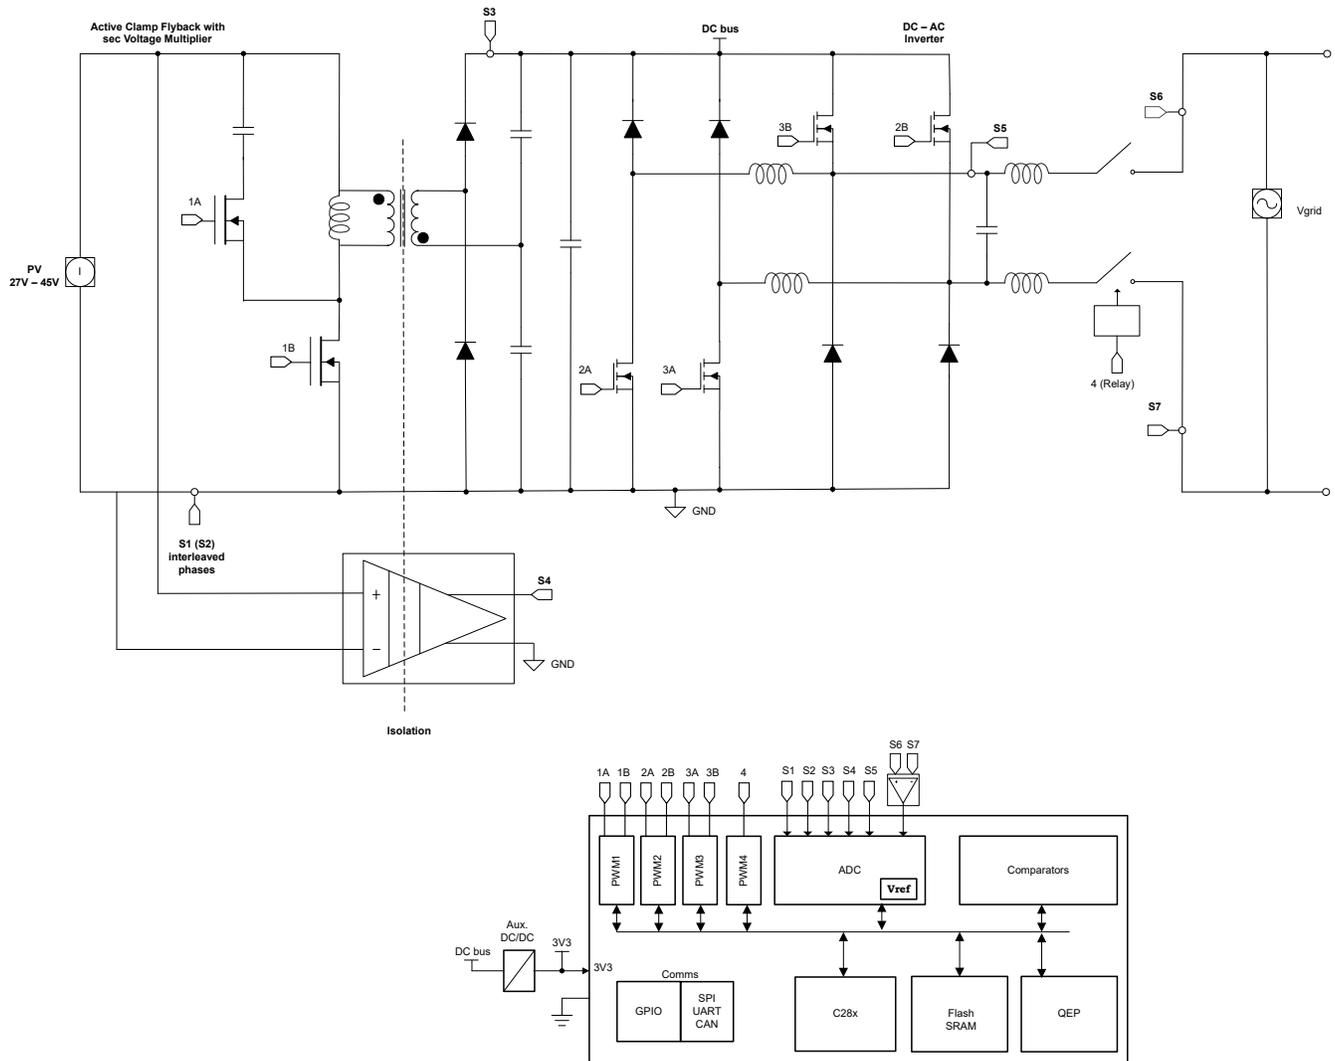 S3
Active Clamp Flyback with
sec Voltage Multiplier
DC bus
DC – AC
Inverter
S6
3B
2B
S5
1A
Vgrid
PV
27V – 45V
I
1B
2A
3A
4 (Relay)
S7
GND
S1 (S2)
interleaved
phases
+
S4
−
GND
Isolation
S6 S7
1A 1B 2A 2B 3A 3B 4 S1 S2 S3 S4 S5
PWM1
PWM2
PWM3
PWM4
ADC
Vref
Comparators
Aux.
DC/DC
DC bus
3V3
3V3
Comms
GPIO
SPI
UART
CAN
C28x
Flash
SRAM
QEP